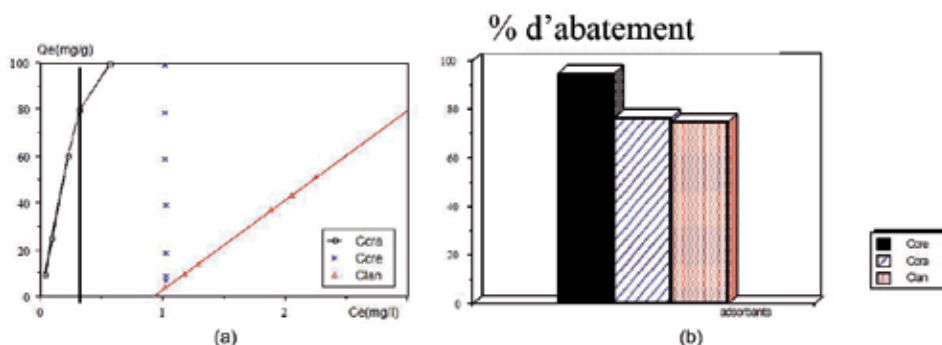 % d'abatement
Qe(mg/g)
100
80
60
40
20
0
0
1
2
Ce(mg/l)
Ccra
Ccre
Clan
(a)
100
80
60
40
20
0
adsorbants
Ccre
Ccra
Clan
(b)